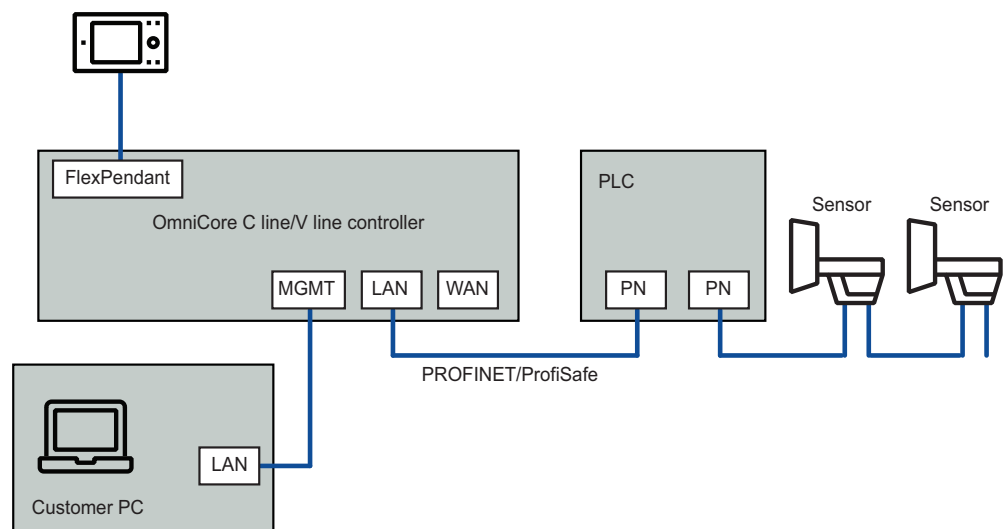 FlexPendant
OmniCore C line/V line controller
MGMT
LAN
WAN
PLC
PN
PN
Sensor
Sensor
PROFINET/ProfiSafe
LAN
Customer PC